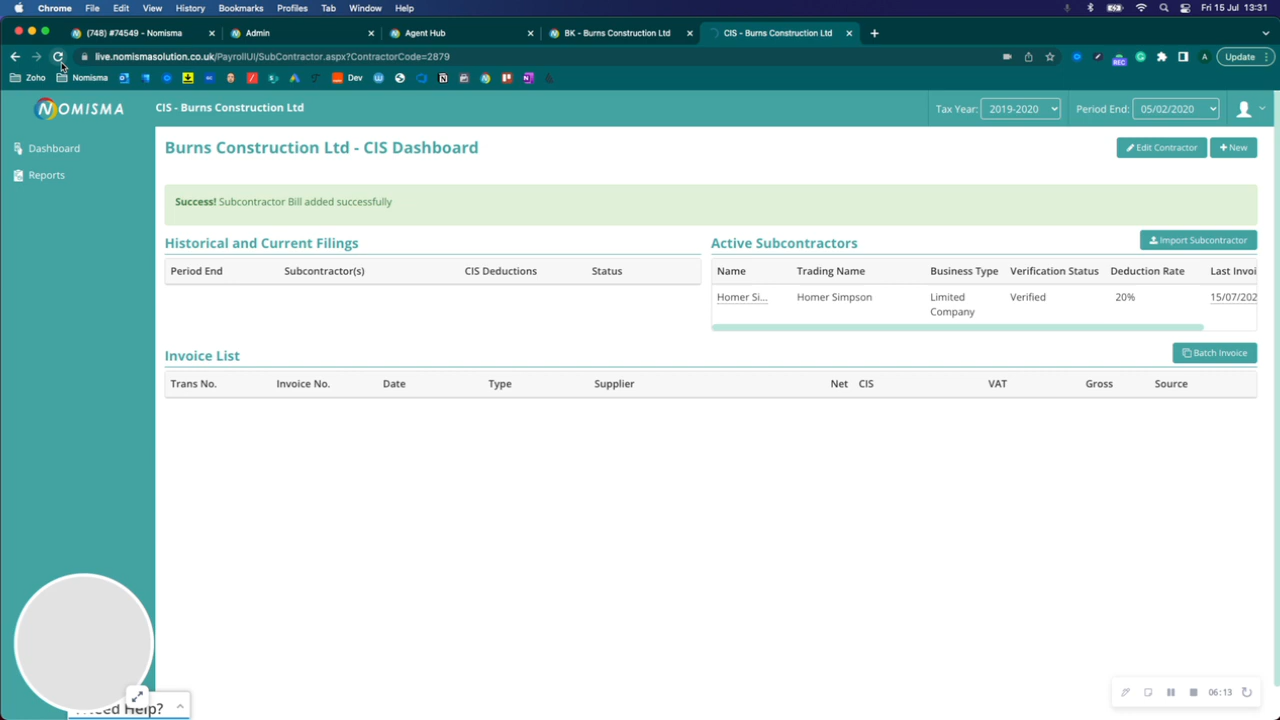 Chrome File Edit View History Bookmarks Profiles Tab Window Help Fri 15 Jul 13:31
(748) #74549 - Nomisma Admin Agent Hub BK - Burns Construction Ltd CIS - Burns Construction Ltd
live.nomismasolution.co.uk/PayrollUI/SubContractor.aspx?ContractorCode=2879 REC A Update
Zoho Nomisma Dev
NOMISMA CIS - Burns Construction Ltd Tax Year: 2019-2020 Period End: 05/02/2020
Dashboard
Reports
Burns Construction Ltd - CIS Dashboard Edit Contractor + New
Success! Subcontractor Bill added successfully
Historical and Current Filings
Period End Subcontractor(s) CIS Deductions Status
Active Subcontractors Import Subcontractor
Name Trading Name Business Type Verification Status Deduction Rate Last Invoi
Homer Si... Homer Simpson Limited Company Verified 20% 15/07/202
Invoice List Batch Invoice
Trans No. Invoice No. Date Type Supplier Net CIS VAT Gross Source
Need Help?
06:13